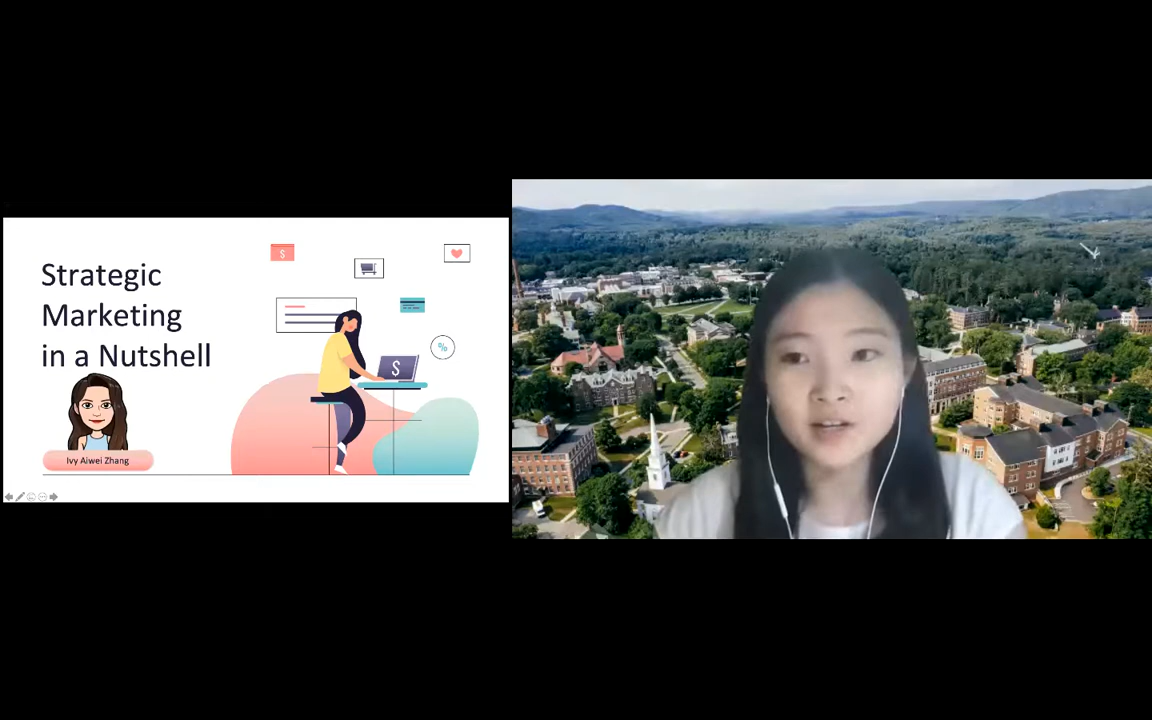 Strategic
Marketing
in a Nutshell
Ivy Aiwei Zhang
$
%
$